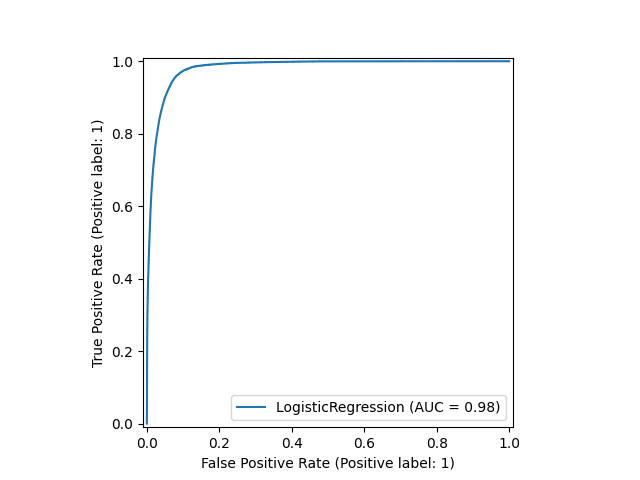 1.0
0.8
0.6
0.4
0.2
0.0
True Positive Rate (Positive label: 1)
LogisticRegression (AUC = 0.98)
0.0 0.2 0.4 0.6 0.8 1.0
False Positive Rate (Positive label: 1)